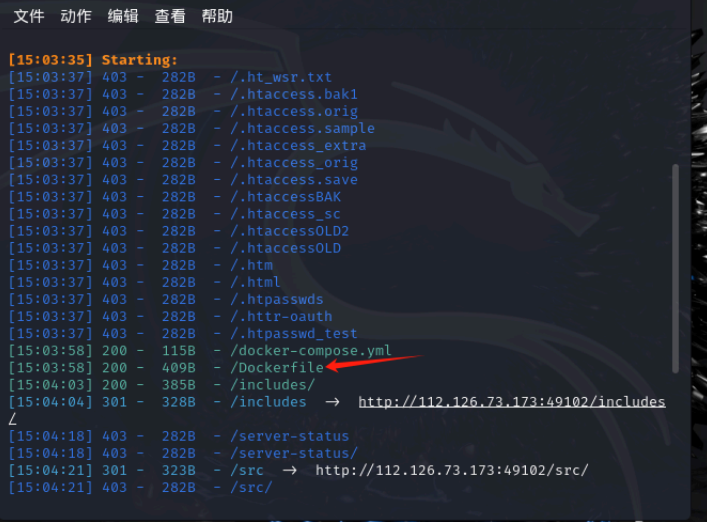 文件 动作 编辑 查看 帮助
[15:03:35] Starting:
[15:03:37] 403 -  282B  - /.ht_wsr.txt
[15:03:37] 403 -  282B  - /.htaccess.bak1
[15:03:37] 403 -  282B  - /.htaccess.orig
[15:03:37] 403 -  282B  - /.htaccess.sample
[15:03:37] 403 -  282B  - /.htaccess_extra
[15:03:37] 403 -  282B  - /.htaccess_orig
[15:03:37] 403 -  282B  - /.htaccess.save
[15:03:37] 403 -  282B  - /.htaccessBAK
[15:03:37] 403 -  282B  - /.htaccess_sc
[15:03:37] 403 -  282B  - /.htaccessOLD2
[15:03:37] 403 -  282B  - /.htaccessOLD
[15:03:37] 403 -  282B  - /.htm
[15:03:37] 403 -  282B  - /.html
[15:03:37] 403 -  282B  - /.htpasswds
[15:03:37] 403 -  282B  - /.httr-oauth
[15:03:37] 403 -  282B  - /.htpasswd_test
[15:03:58] 200 -  115B  - /docker-compose.yml
[15:03:58] 200 -  409B  - /Dockerfile
[15:04:03] 200 -  385B  - /includes/
[15:04:04] 301 -  328B  - /includes  →  http://112.126.73.173:49102/includes
/
[15:04:18] 403 -  282B  - /server-status
[15:04:18] 403 -  282B  - /server-status/
[15:04:21] 301 -  323B  - /src  →  http://112.126.73.173:49102/src/
[15:04:21] 403 -  282B  - /src/